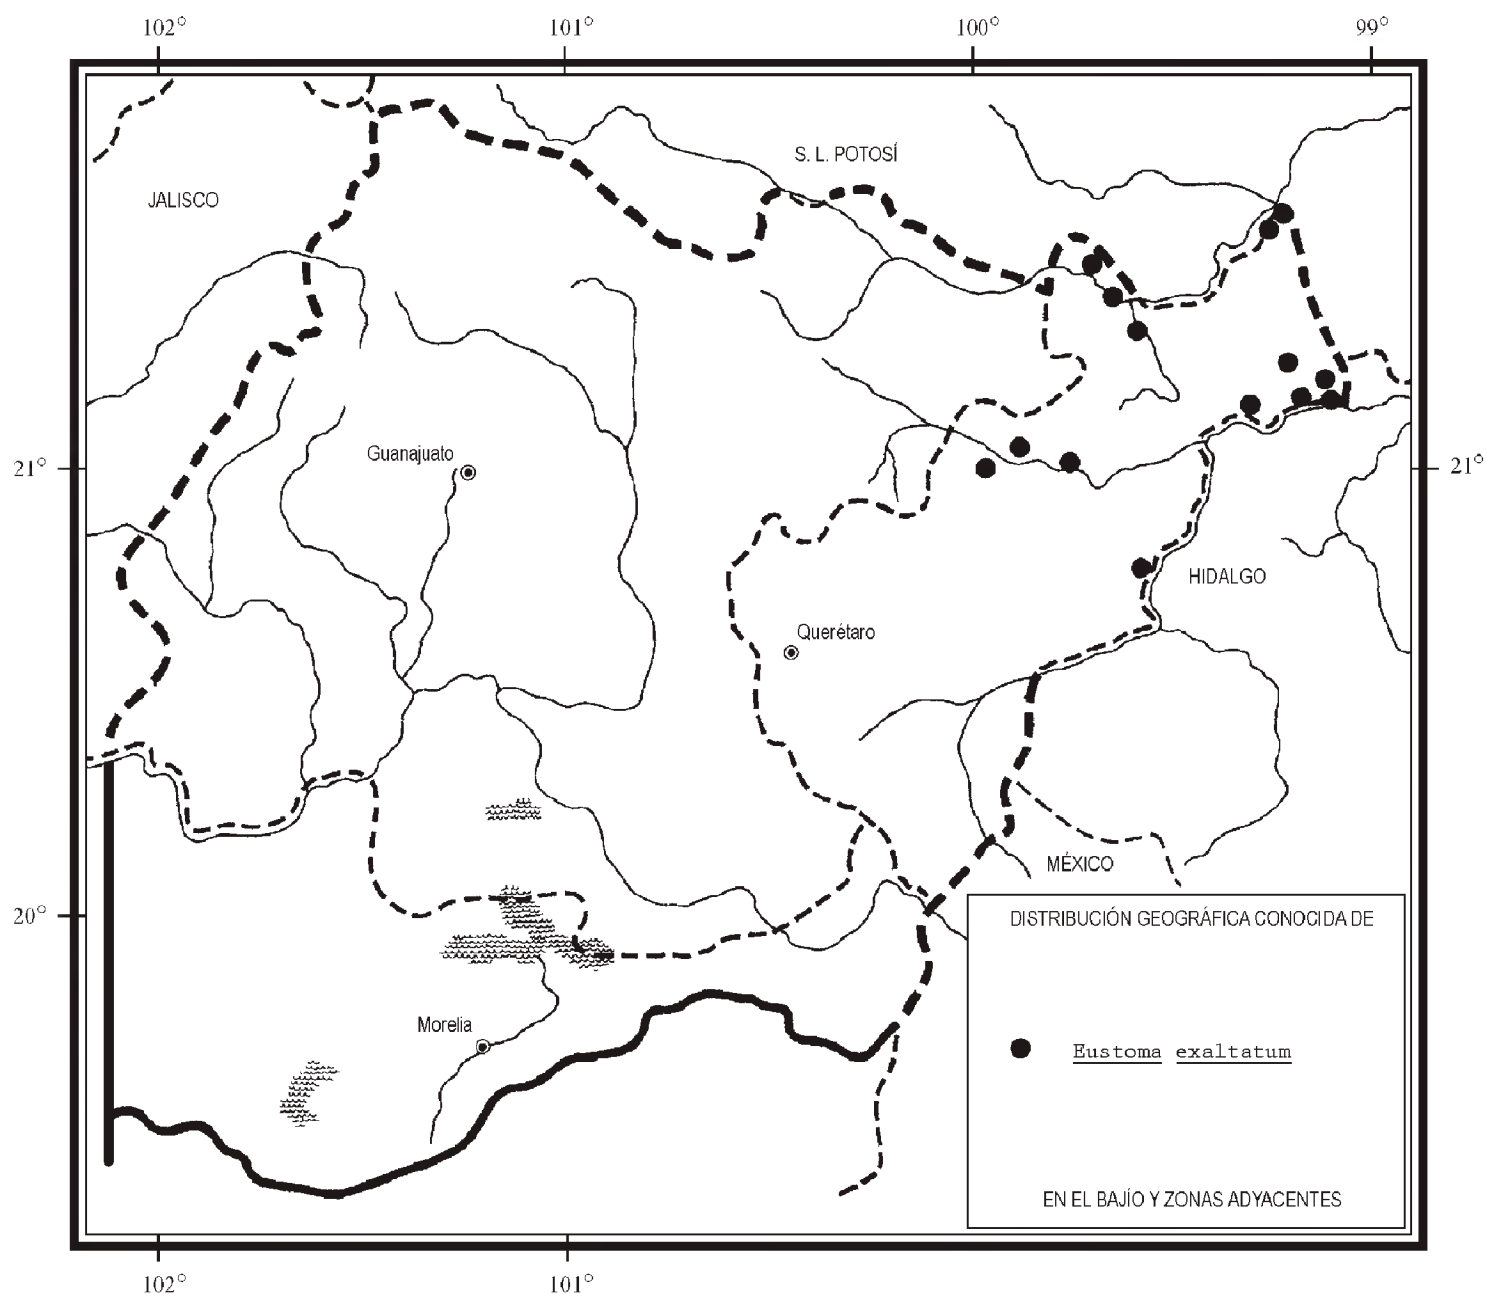 102° 101° 100° 99°
S. L. POTOSÍ
JALISCO
Guanajuato
21° 21°
HIDALGO
Querétaro
MÉXICO
20°
DISTRIBUCIÓN GEOGRÁFICA CONOCIDA DE
Morelia
Eustoma exaltatum
EN EL BAJÍO Y ZONAS ADYACENTES
102° 101°